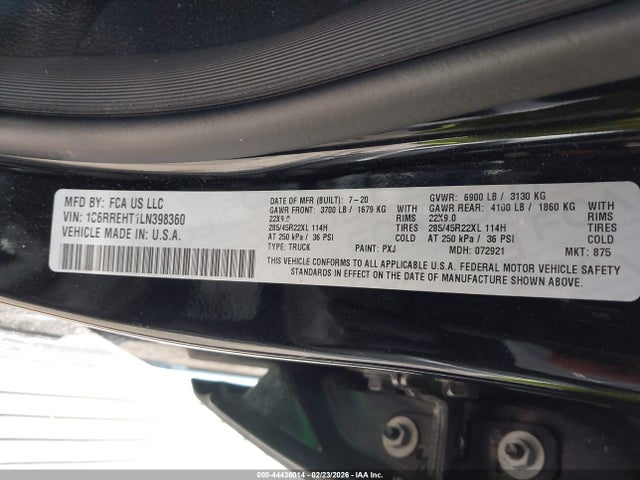 MFD BY: FCA US LLC
VIN: 1C6RREHT1LN398360
VEHICLE MADE IN: U.S.A.
DATE OF MFR (BUILT): 7-20
GAWR FRONT: 3700 LB / 1679 KG WITH
22X9.0 RIMS
285/45R22XL 114H TIRES
AT 250 kPa / 36 PSI
TYPE: TRUCK PAINT: PXJ
GVWR: 6900 LB / 3130 KG
GAWR REAR: 4100 LB / 1860 KG WITH
22X9.0 RIMS
285/45R22XL 114H TIRES
AT 250 kPa / 36 PSI
MDH: 072921 MKT: 875
THIS VEHICLE CONFORMS TO ALL APPLICABLE U.S.A. FEDERAL MOTOR VEHICLE SAFETY
STANDARDS IN EFFECT ON THE DATE OF MANUFACTURE SHOWN ABOVE.
000-44436014 - 02/23/2026 - IAAI.COM